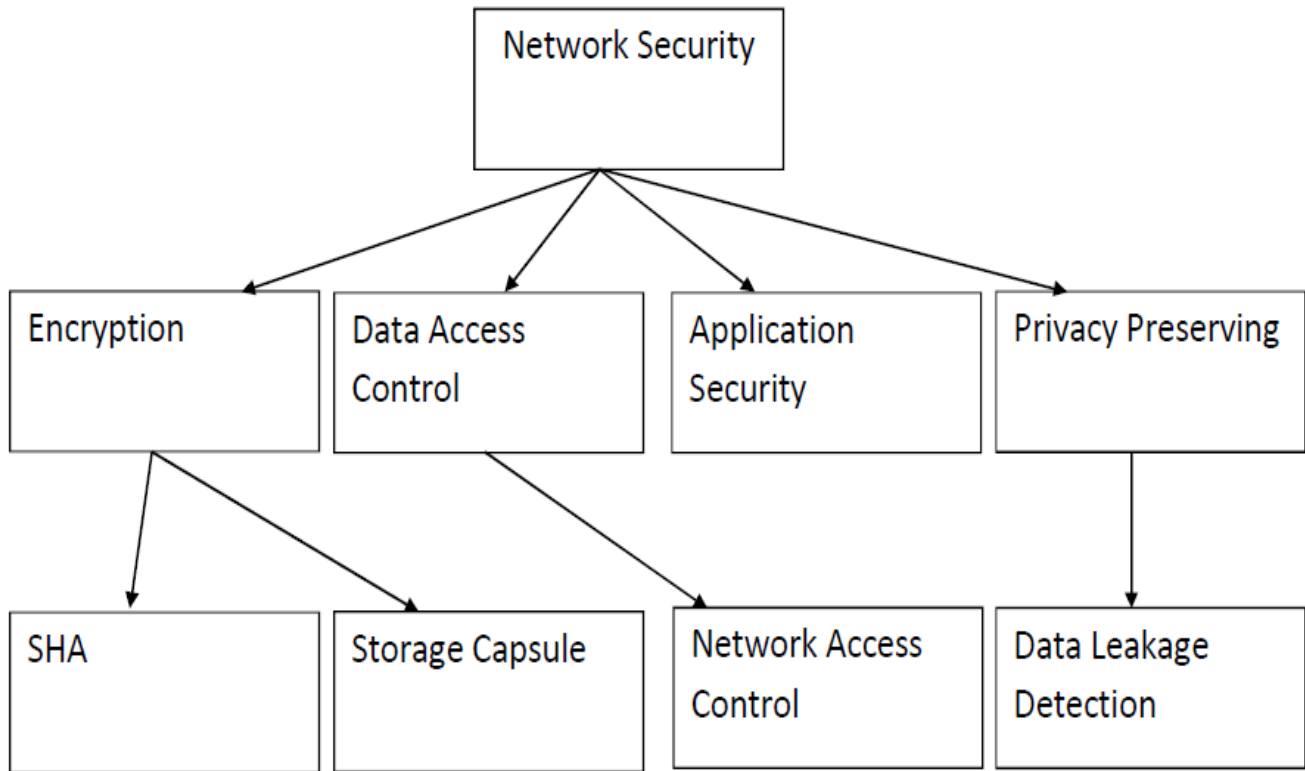 Network Security
Encryption
Data Access
Control
Application
Security
Privacy Preserving
SHA
Storage Capsule
Network Access
Control
Data Leakage
Detection